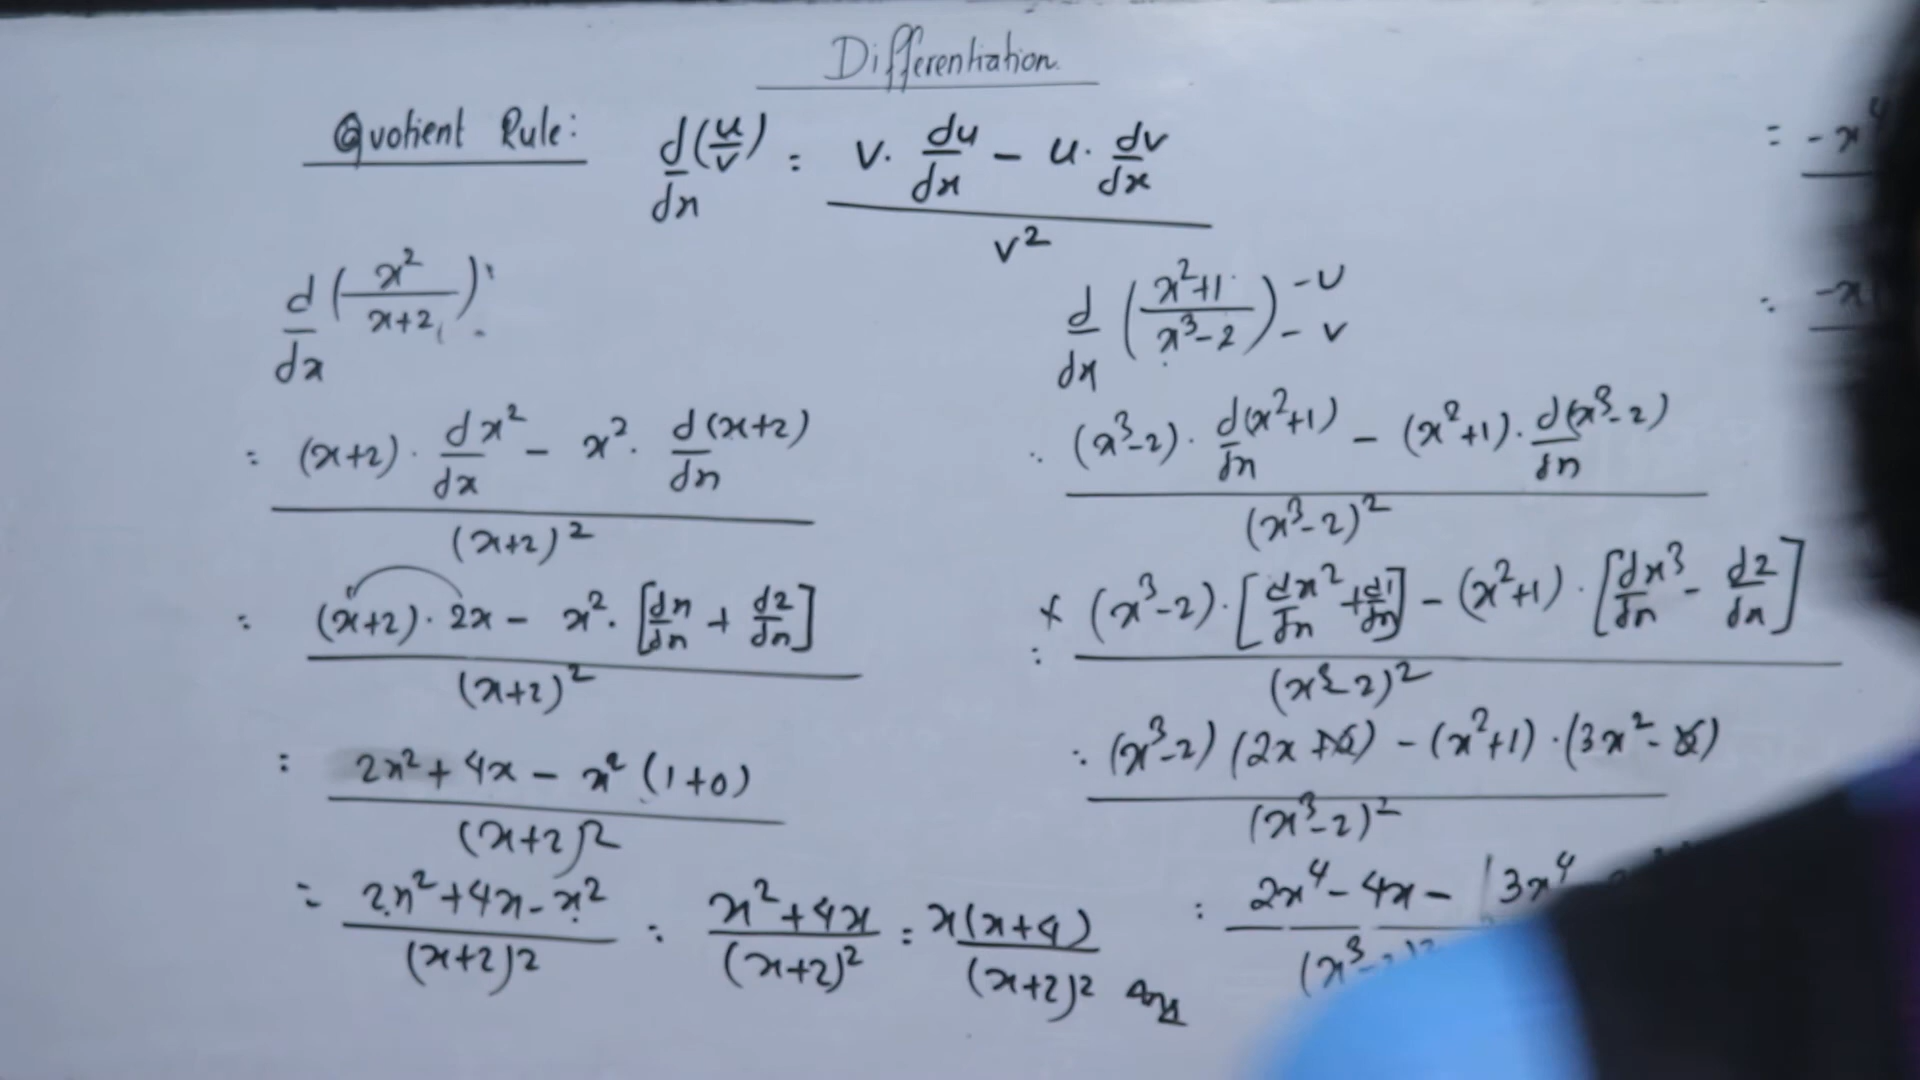 Differentiation
Quotient Rule: d/dx (u/v) = (v · du/dx - u · dv/dx) / v²
d/dx (x² / (x+2))
= ((x+2) · dx²/dx - x² · d(x+2)/dx) / (x+2)²
= ((x+2) · 2x - x² · [dx/dx + d2/dx]) / (x+2)²
= (2x² + 4x - x² (1+0)) / (x+2)²
= (2x² + 4x - x²) / (x+2)² = (x² + 4x) / (x+2)² = x(x+4) / (x+2)² Ans
d/dx ((x²+1) / (x³-2)) - U - V
= ((x³-2) · d(x²+1)/dx - (x²+1) · d(x³-2)/dx) / (x³-2)²
= ((x³-2) · [dx²/dx + d1/dx] - (x²+1) · [dx³/dx - d2/dx]) / (x³-2)²
= ((x³-2) (2x + 0) - (x²+1) · (3x² - 0)) / (x³-2)²
= 2x⁴ - 4x - 3x⁴ / (x³
= -x⁴
= -x